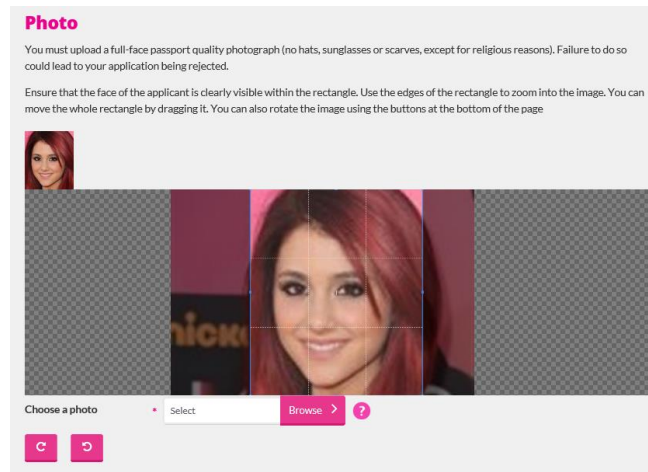 Photo
You must upload a full-face passport quality photograph (no hats, sunglasses or scarves, except for religious reasons). Failure to do so
could lead to your application being rejected.
Ensure that the face of the applicant is clearly visible within the rectangle. Use the edges of the rectangle to zoom into the image. You can
move the whole rectangle by dragging it. You can also rotate the image using the buttons at the bottom of the page
nick
Choose a photo * Select Browse > ?